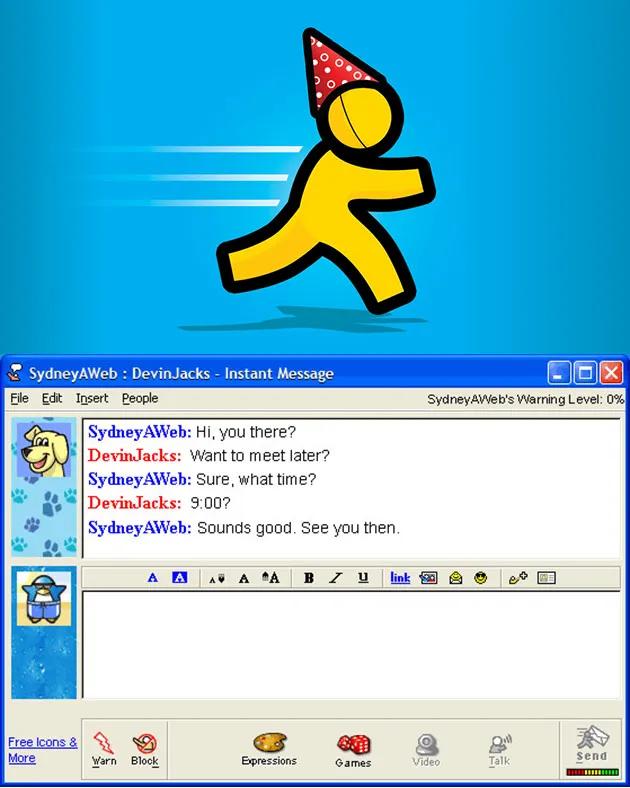 SydneyAWeb : DevinJacks - Instant Message
File Edit Insert People SydneyAWeb's Warning Level: 0%
SydneyAWeb: Hi, you there?
DevinJacks: Want to meet later?
SydneyAWeb: Sure, what time?
DevinJacks: 9:00?
SydneyAWeb: Sounds good. See you then.
A A A A A B I U link
Free Icons &
More
Warn Block Expressions Games Video Talk Send